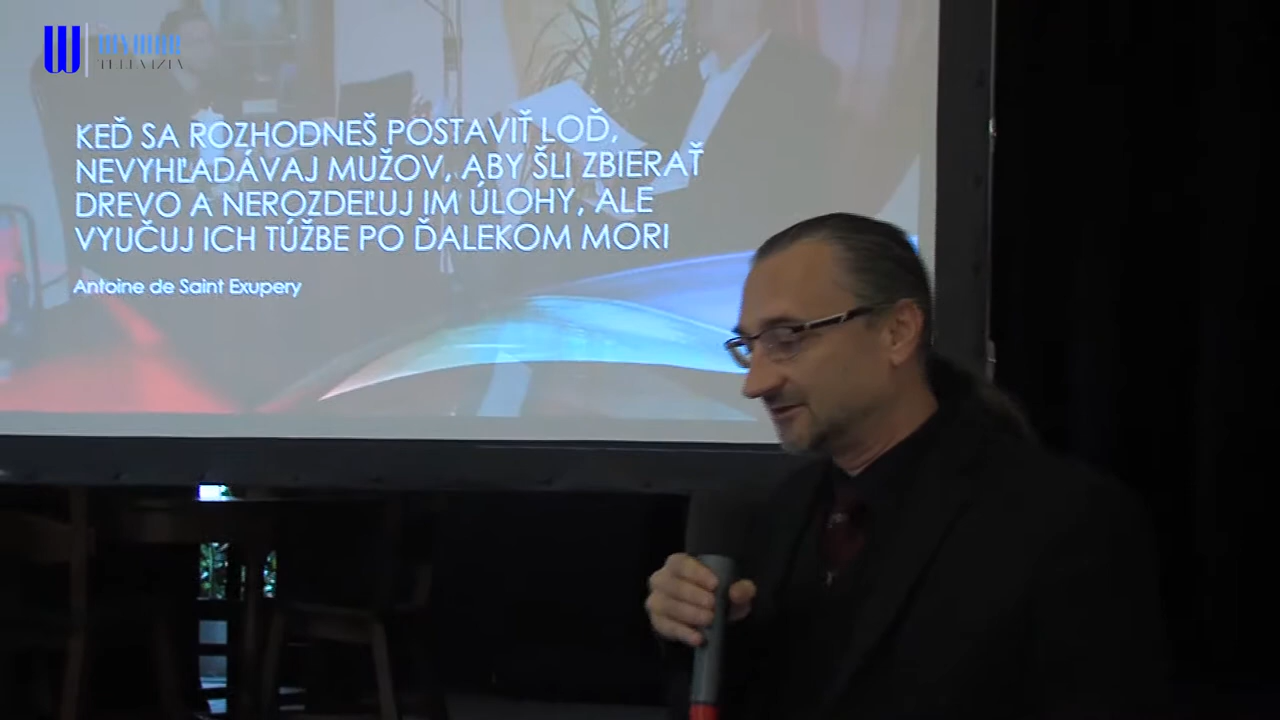 TELEVÍZIA
KEĎ SA ROZHODNEŠ POSTAVIŤ LOĎ,
NEVYHĽADÁVAJ MUŽOV, ABY ŠLI ZBIERAŤ
DREVO A NEROZDEĽUJ IM ÚLOHY, ALE
VYUČUJ ICH TÚŽBE PO ĎALEKOM MORI
Antoine de Saint Exupery